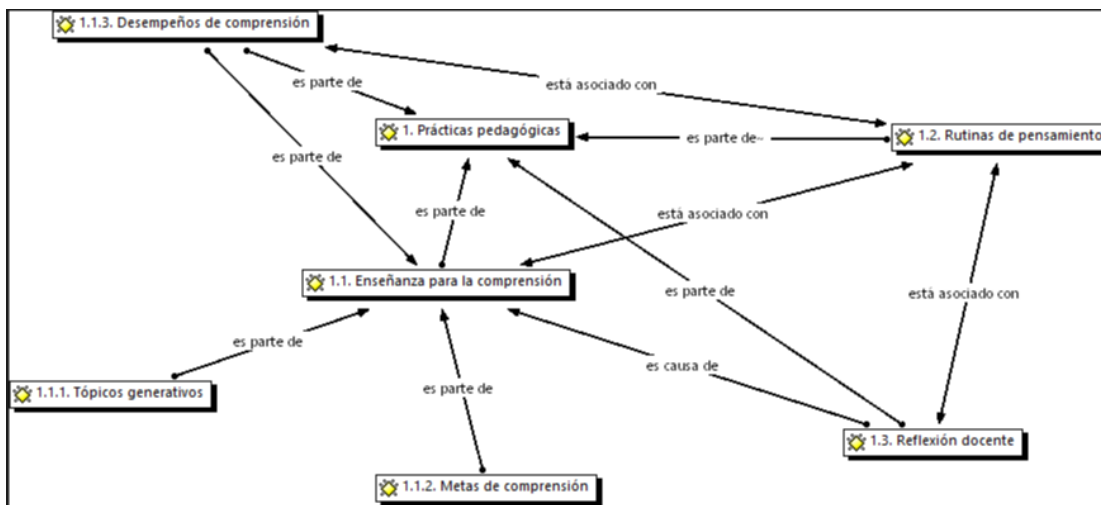 1.1.3. Desempeños de comprensión
es parte de
está asociado con
1. Prácticas pedagógicas
es parte de~
1.2. Rutinas de pensamiento
es parte de
es parte de
está asociado con
1.1. Enseñanza para la comprensión
es parte de
está asociado con
es parte de
es causa de
es parte de
1.1.1. Tópicos generativos
1.3. Reflexión docente
1.1.2. Metas de comprensión